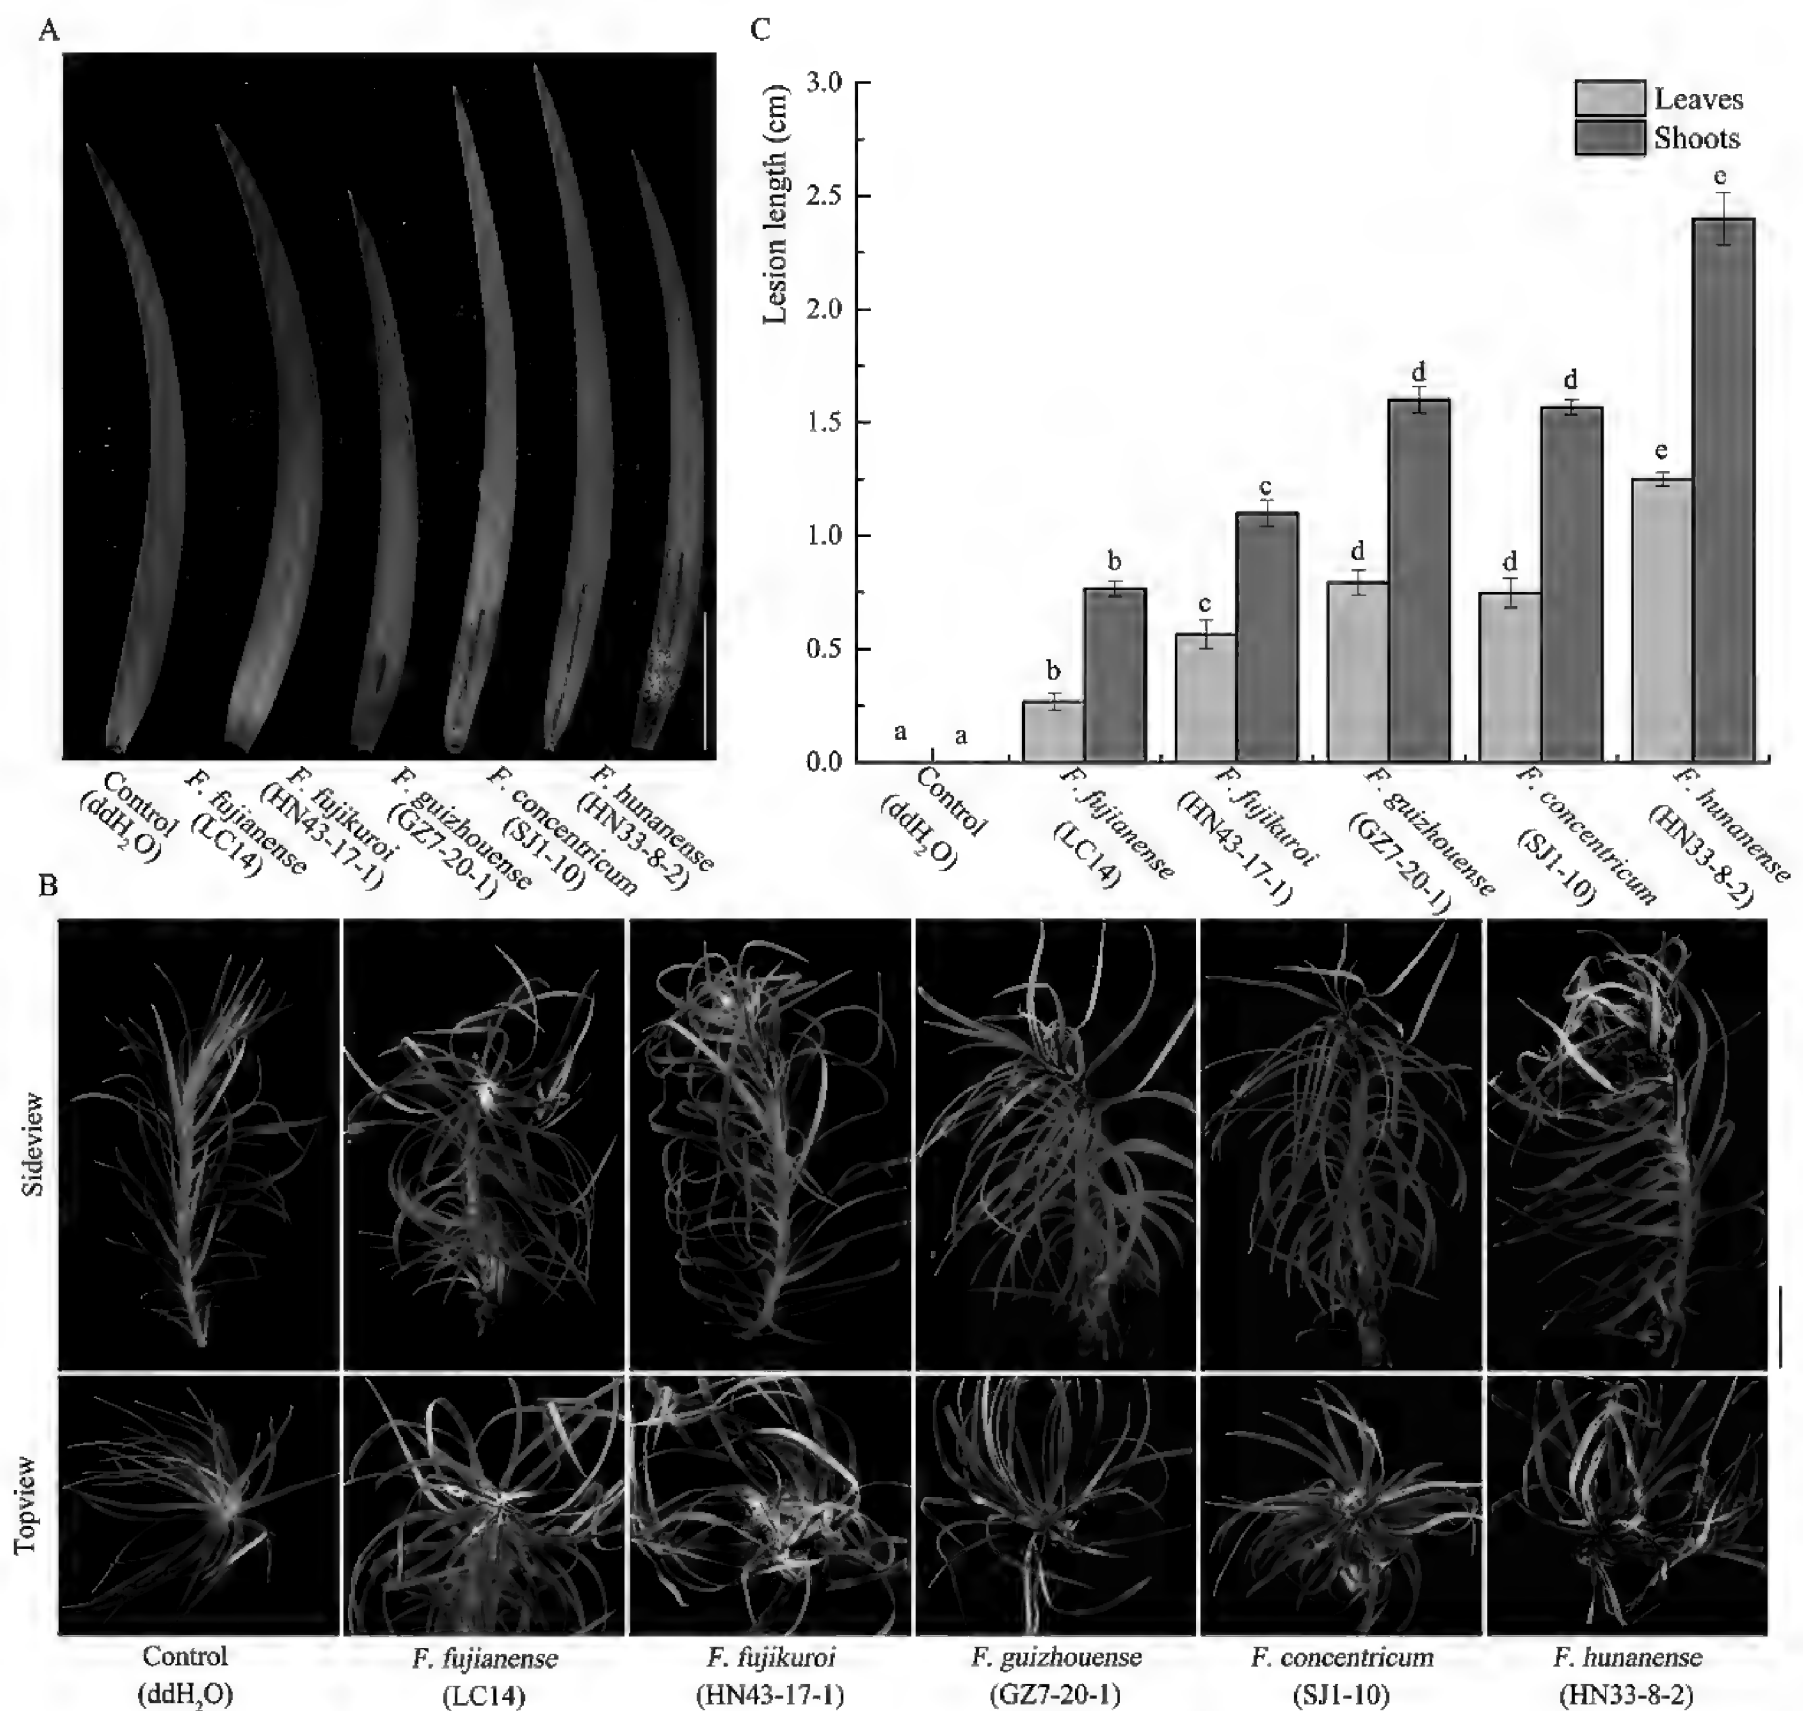 A
Control
(ddH₂O)
F. fujianense
(LC14)
F. fujikuroi
(HN43-17-1)
F. guizhouense
(GZ7-20-1)
F. concentricum
(SJ1-10)
F. hunanense
(HN33-8-2)
C
Lesion length (cm)
3.0
2.5
2.0
1.5
1.0
0.5
0.0
Leaves
Shoots
a
a
b
b
c
c
d
d
d
d
e
e
Control
(ddH₂O)
F. fujianense
(LC14)
F. fujikuroi
(HN43-17-1)
F. guizhouense
(GZ7-20-1)
F. concentricum
(SJ1-10)
F. hunanense
(HN33-8-2)
B
Sideview
Topview
Control
(ddH₂O)
F. fujianense
(LC14)
F. fujikuroi
(HN43-17-1)
F. guizhouense
(GZ7-20-1)
F. concentricum
(SJ1-10)
F. hunanense
(HN33-8-2)